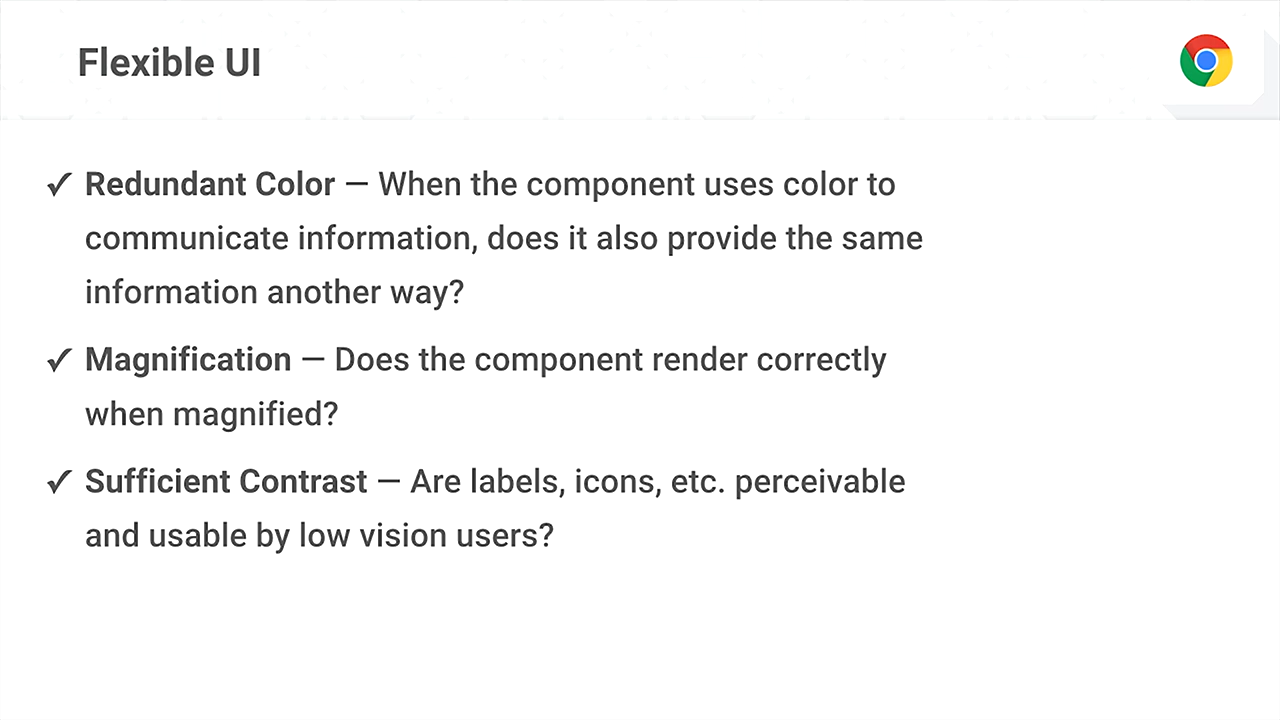 Flexible UI
✓ Redundant Color — When the component uses color to
communicate information, does it also provide the same
information another way?
✓ Magnification — Does the component render correctly
when magnified?
✓ Sufficient Contrast — Are labels, icons, etc. perceivable
and usable by low vision users?